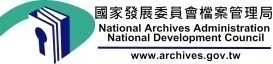 國家發展委員會檔案管理局
National Archives Administration
National Development Council
www.archives.gov.tw